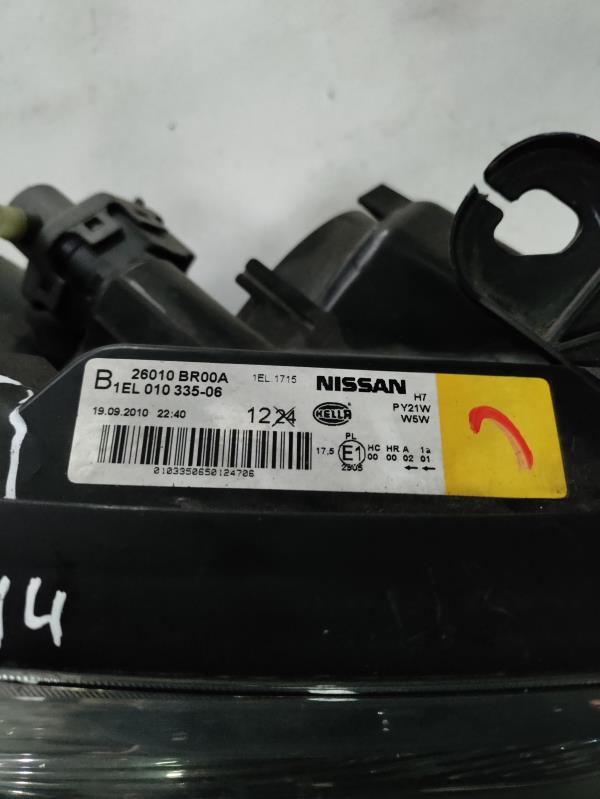 B 26010 BR00A
1EL 010 335-06
1EL 1715
NISSAN
H7
PY21W
W5W
19.09.2010 22:40
1224
HELLA
0103350650124706
17,5
PL
E1
HC HR A 1a
00 00 02 01
14